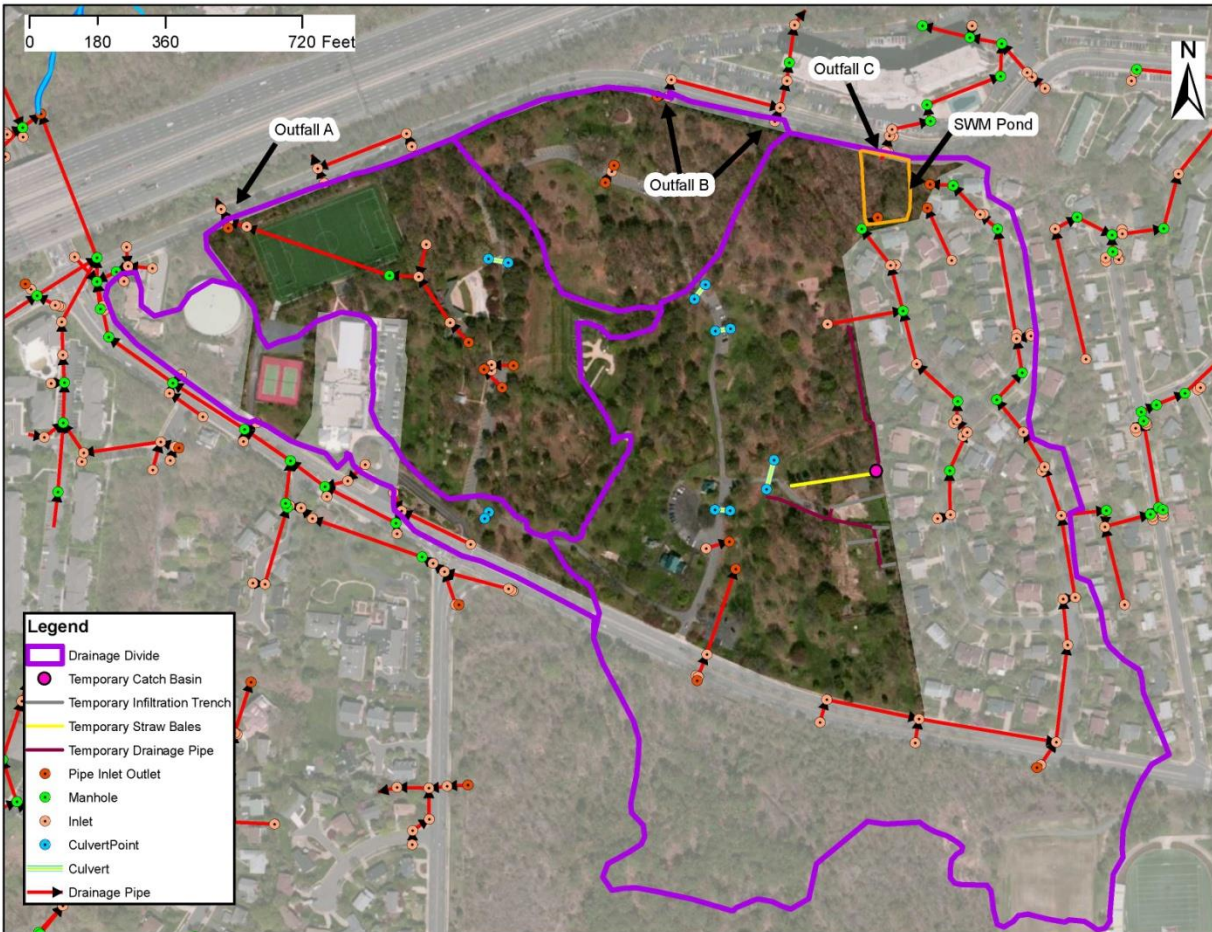 0 180 360 720 Feet
N
Outfall C
SWM Pond
Outfall A
Outfall B
Legend
Drainage Divide
Temporary Catch Basin
Temporary Infiltration Trench
Temporary Straw Bales
Temporary Drainage Pipe
Pipe Inlet Outlet
Manhole
Inlet
CulvertPoint
Culvert
Drainage Pipe